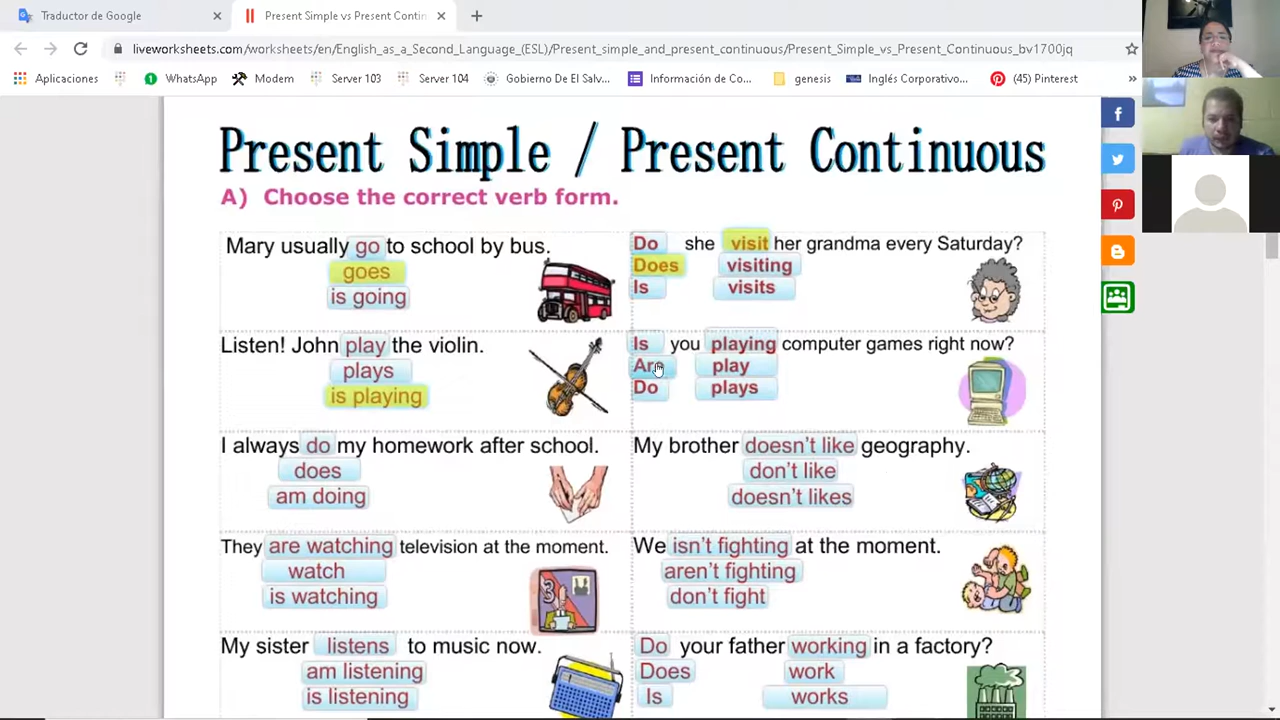 Traductor de Google
Present Simple vs Present Contin
liveworksheets.com/worksheets/en/English_as_a_Second_Language_(ESL)/Present_simple_and_present_continuous/Present_Simple_vs_Present_Continuous_bv1700jq
Aplicaciones
WhatsApp
Modem
Server 103
Server 104
Gobierno De El Salv...
Información de Co...
genesis
Inglés Corporativo...
(45) Pinterest
Present Simple / Present Continuous
A) Choose the correct verb form.
Mary usually go to school by bus.
goes
is going
Do she visit her grandma every Saturday?
Does visiting
Is visits
Listen! John play the violin.
plays
is playing
Is you playing computer games right now?
Are play
Do plays
I always do my homework after school.
does
am doing
My brother doesn't like geography.
don't like
doesn't likes
They are watching television at the moment.
watch
is watching
We isn't fighting at the moment.
aren't fighting
don't fight
My sister listens to music now.
am listening
is listening
Do your father working in a factory?
Does work
Is works